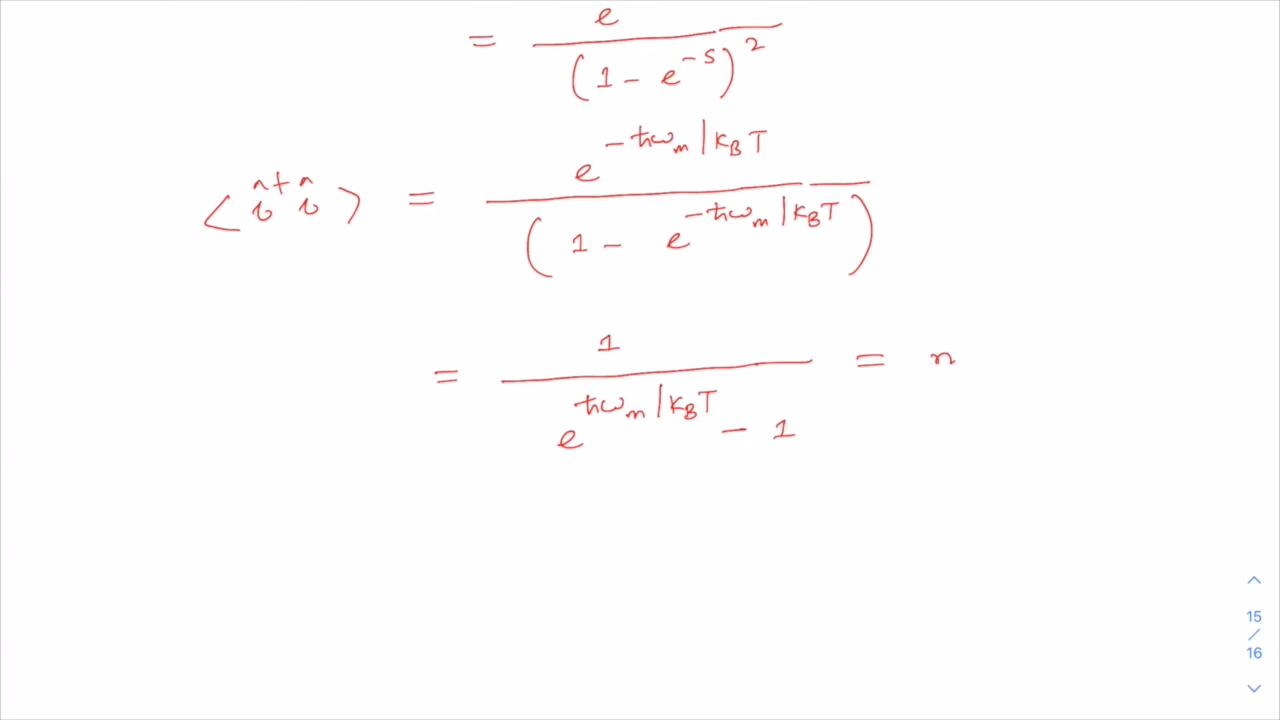 = e / (1 - e^{-s})^2
⟨b̂†b̂⟩ = e^{-ħω_m/k_BT} / (1 - e^{-ħω_m/k_BT})
= 1 / (e^{ħω_m/k_BT} - 1) = n
15
/
16